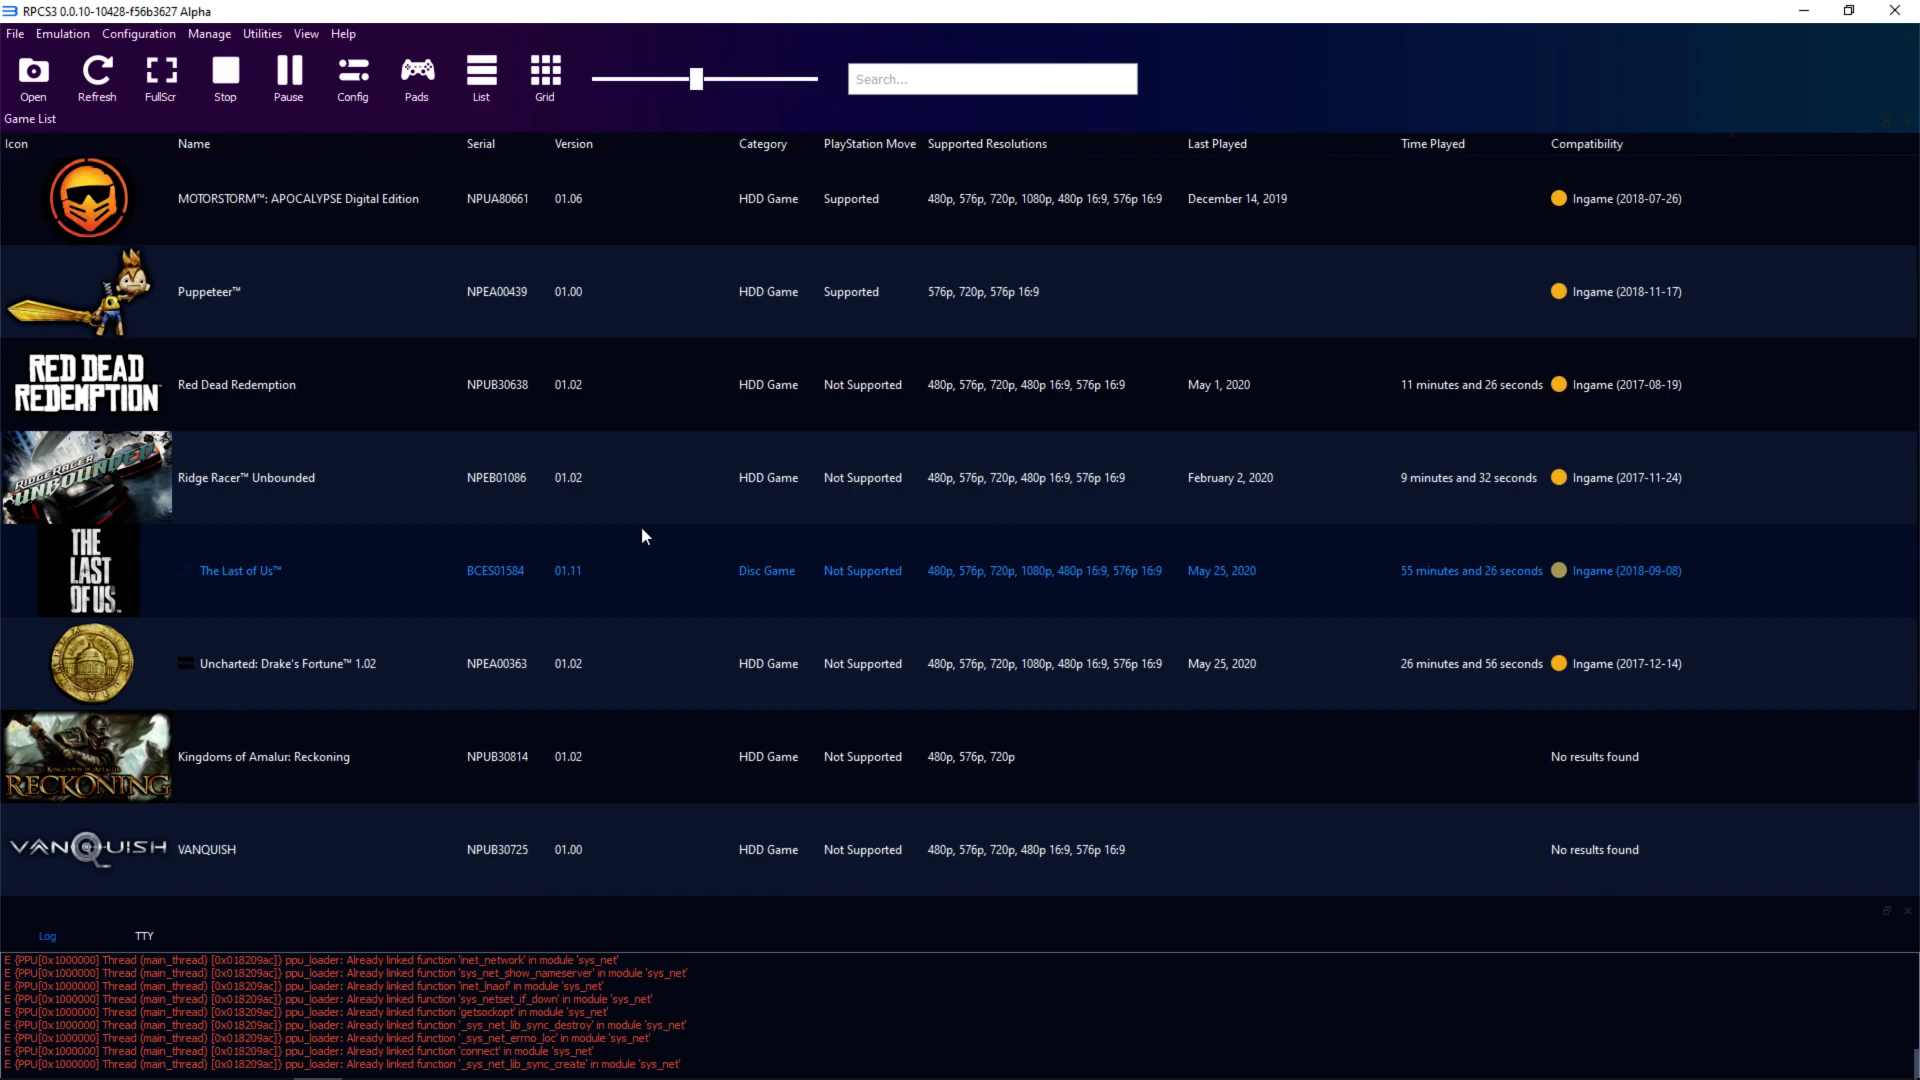 RPCS3 0.0.10-10428-f56b3627 Alpha
File Emulation Configuration Manage Utilities View Help
Open Refresh FullScr Stop Pause Config Pads List Grid Search...
Game List
Icon Name Serial Version Category PlayStation Move Supported Resolutions Last Played Time Played Compatibility
MOTORSTORM™: APOCALYPSE Digital Edition NPUA80661 01.06 HDD Game Supported 480p, 576p, 720p, 1080p, 480p 16:9, 576p 16:9 December 14, 2019 Ingame (2018-07-26)
Puppeteer™ NPEA00439 01.00 HDD Game Supported 576p, 720p, 576p 16:9 Ingame (2018-11-17)
RED DEAD
REDEMPTION
Red Dead Redemption NPUB30638 01.02 HDD Game Not Supported 480p, 576p, 720p, 480p 16:9, 576p 16:9 May 1, 2020 11 minutes and 26 seconds Ingame (2017-08-19)
RIDGE RACER
UNBOUNDED
Ridge Racer™ Unbounded NPEB01086 01.02 HDD Game Not Supported 480p, 576p, 720p, 480p 16:9, 576p 16:9 February 2, 2020 9 minutes and 32 seconds Ingame (2017-11-24)
THE
LAST
OF US™
The Last of Us™ BCES01584 01.11 Disc Game Not Supported 480p, 576p, 720p, 1080p, 480p 16:9, 576p 16:9 May 25, 2020 55 minutes and 26 seconds Ingame (2018-09-08)
Uncharted: Drake's Fortune™ 1.02 NPEA00363 01.02 HDD Game Not Supported 480p, 576p, 720p, 1080p, 480p 16:9, 576p 16:9 May 25, 2020 26 minutes and 56 seconds Ingame (2017-12-14)
KINGDOMS OF AMALUR
RECKONING
Kingdoms of Amalur: Reckoning NPUB30814 01.02 HDD Game Not Supported 480p, 576p, 720p No results found
VANQUISH
VANQUISH NPUB30725 01.00 HDD Game Not Supported 480p, 576p, 720p, 480p 16:9, 576p 16:9 No results found
Log TTY
E {PPU[0x1000000] Thread (main_thread) [0x018209ac]} ppu_loader: Already linked function 'inet_network' in module 'sys_net'
E {PPU[0x1000000] Thread (main_thread) [0x018209ac]} ppu_loader: Already linked function 'sys_net_show_nameserver' in module 'sys_net'
E {PPU[0x1000000] Thread (main_thread) [0x018209ac]} ppu_loader: Already linked function 'inet_lnaof' in module 'sys_net'
E {PPU[0x1000000] Thread (main_thread) [0x018209ac]} ppu_loader: Already linked function 'sys_netset_if_down' in module 'sys_net'
E {PPU[0x1000000] Thread (main_thread) [0x018209ac]} ppu_loader: Already linked function 'getsockopt' in module 'sys_net'
E {PPU[0x1000000] Thread (main_thread) [0x018209ac]} ppu_loader: Already linked function '_sys_net_lib_sync_destroy' in module 'sys_net'
E {PPU[0x1000000] Thread (main_thread) [0x018209ac]} ppu_loader: Already linked function '_sys_net_errno_loc' in module 'sys_net'
E {PPU[0x1000000] Thread (main_thread) [0x018209ac]} ppu_loader: Already linked function 'connect' in module 'sys_net'
E {PPU[0x1000000] Thread (main_thread) [0x018209ac]} ppu_loader: Already linked function '_sys_net_lib_sync_create' in module 'sys_net'